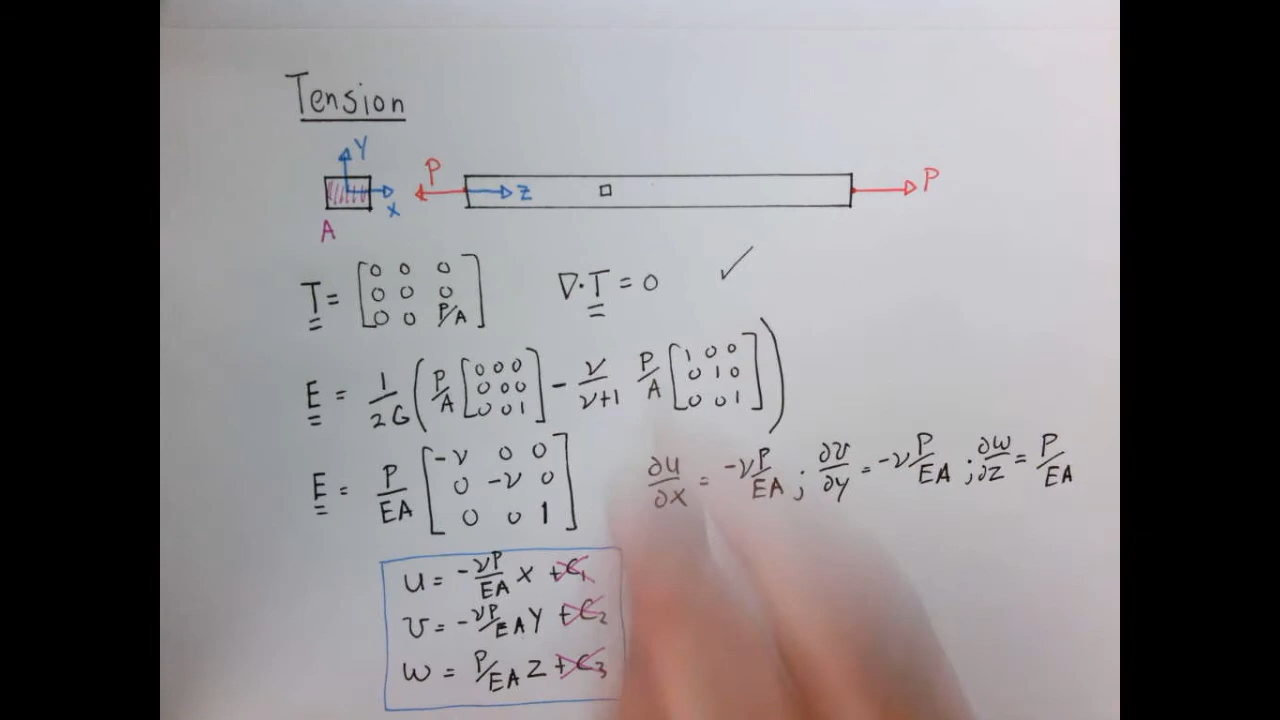 Tension
Y
x
A
P
z
P
T = [0 0 0
0 0 0
0 0 P/A]
∇·T = 0 ✓
E = 1/2G (P/A [0 0 0
0 0 0
0 0 1] - ν/ν+1 P/A [1 0 0
0 1 0
0 0 1])
E = P/EA [-ν 0 0
0 -ν 0
0 0 1]
∂u/∂x = -νP/EA ; ∂v/∂y = -νP/EA ; ∂w/∂z = P/EA
u = -νP/EA x + C₁
v = -νP/EA Y + C₂
w = P/EA z + C₃